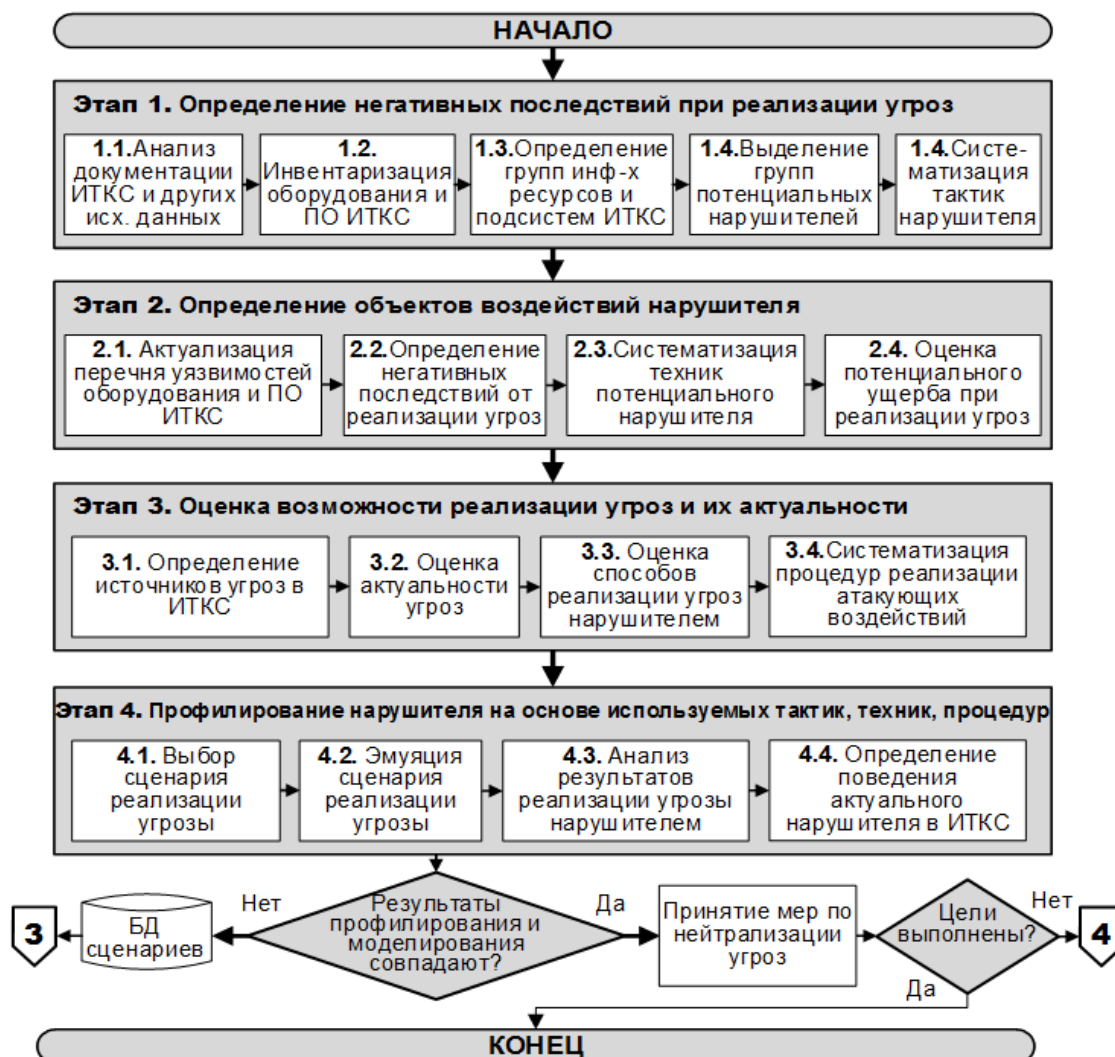 НАЧАЛО
Этап 1. Определение негативных последствий при реализации угроз
1.1.Анализ
документации
ИТКС и других
исх. данных
1.2.
Инвентаризация
оборудования и
ПО ИТКС
1.3.Определение
групп инф-х
ресурсов и
подсистем ИТКС
1.4.Выделение
групп
потенциальных
нарушителей
1.4.Систе-
матизация
тактик
нарушителя
Этап 2. Определение объектов воздействий нарушителя
2.1. Актуализация
перечня уязвимостей
оборудования и ПО
ИТКС
2.2.Определение
негативных
последствий от
реализации угроз
2.3.Систематизация
техник
потенциального
нарушителя
2.4. Оценка
потенциального
ущерба при
реализации угроз
Этап 3. Оценка возможности реализации угроз и их актуальности
3.1. Определение
источников угроз в
ИТКС
3.2. Оценка
актуальности
угроз
3.3. Оценка
способов
реализации угроз
нарушителем
3.4.Систематизация
процедур реализации
атакующих
воздействий
Этап 4. Профилирование нарушителя на основе используемых тактик, техник, процедур
4.1. Выбор
сценария
реализации
угрозы
4.2. Эмуяция
сценария
реализации
угрозы
4.3. Анализ
результатов
реализации угрозы
нарушителем
4.4. Определение
поведения
актуального
нарушителя в ИТКС
3
БД
сценариев
Нет
Результаты
профилирования и
моделирования
совпадают?
Да
Принятие мер по
нейтрализации
угроз
Цели
выполнены?
Нет
4
Да
КОНЕЦ